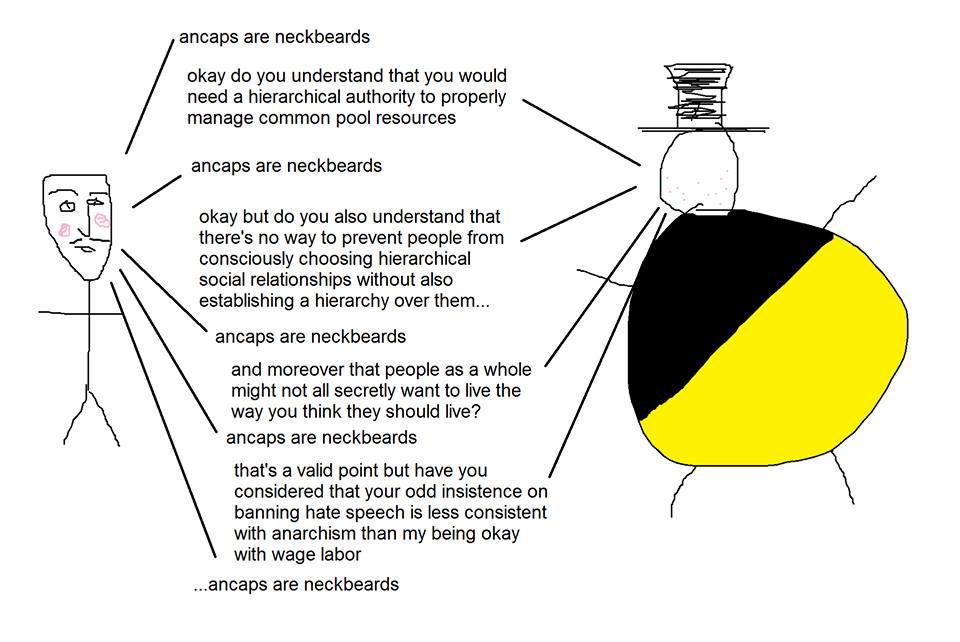 ancaps are neckbeards
okay do you understand that you would
need a hierarchical authority to properly
manage common pool resources
ancaps are neckbeards
okay but do you also understand that
there's no way to prevent people from
consciously choosing hierarchical
social relationships without also
establishing a hierarchy over them...
ancaps are neckbeards
and moreover that people as a whole
might not all secretly want to live the
way you think they should live?
ancaps are neckbeards
that's a valid point but have you
considered that your odd insistence on
banning hate speech is less consistent
with anarchism than my being okay
with wage labor
...ancaps are neckbeards